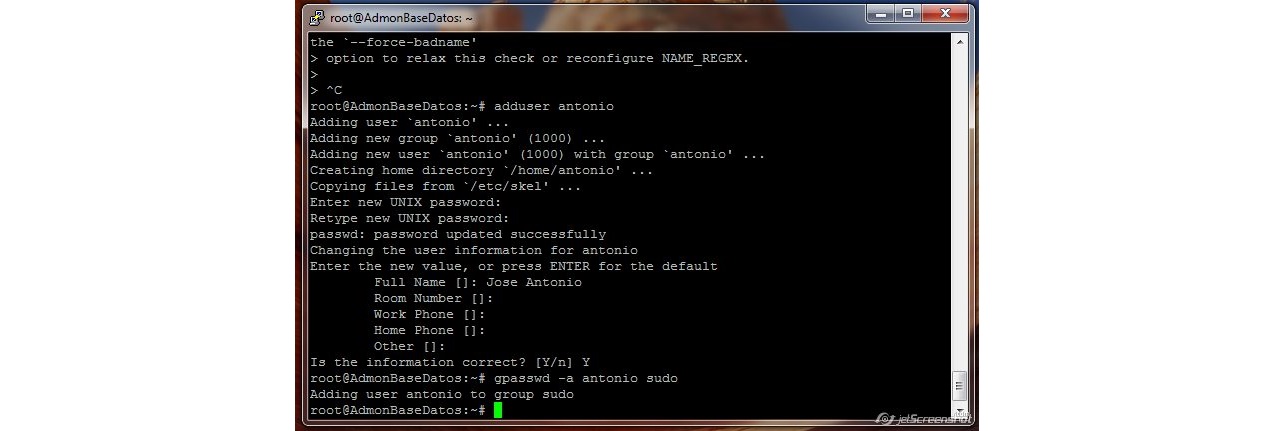 root@AdmonBaseDatos: ~
the `--force-badname'
> option to relax this check or reconfigure NAME_REGEX.
>
> ^C
root@AdmonBaseDatos:~# adduser antonio
Adding user `antonio' ...
Adding new group `antonio' (1000) ...
Adding new user `antonio' (1000) with group `antonio' ...
Creating home directory `/home/antonio' ...
Copying files from `/etc/skel' ...
Enter new UNIX password:
Retype new UNIX password:
passwd: password updated successfully
Changing the user information for antonio
Enter the new value, or press ENTER for the default
        Full Name []: Jose Antonio
        Room Number []:
        Work Phone []:
        Home Phone []:
        Other []:
Is the information correct? [Y/n] Y
root@AdmonBaseDatos:~# gpasswd -a antonio sudo
Adding user antonio to group sudo
root@AdmonBaseDatos:~#
jetScreenshot